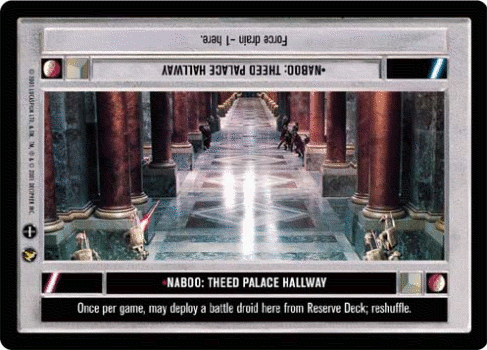 Force drain -1 here.
•NABOO: THEED PALACE HALLWAY
•NABOO: THEED PALACE HALLWAY
Once per game, may deploy a battle droid here from Reserve Deck; reshuffle.